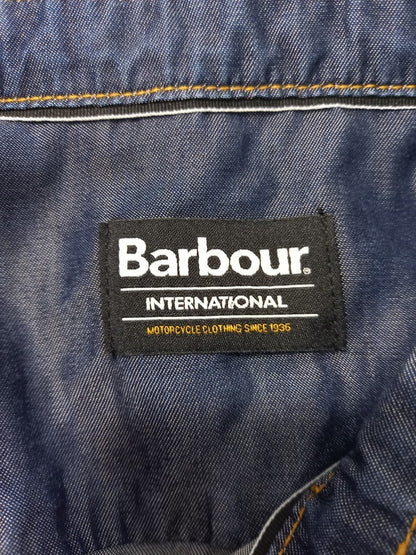 Barbour®
INTERNATIONAL
MOTORCYCLE CLOTHING SINCE 1936